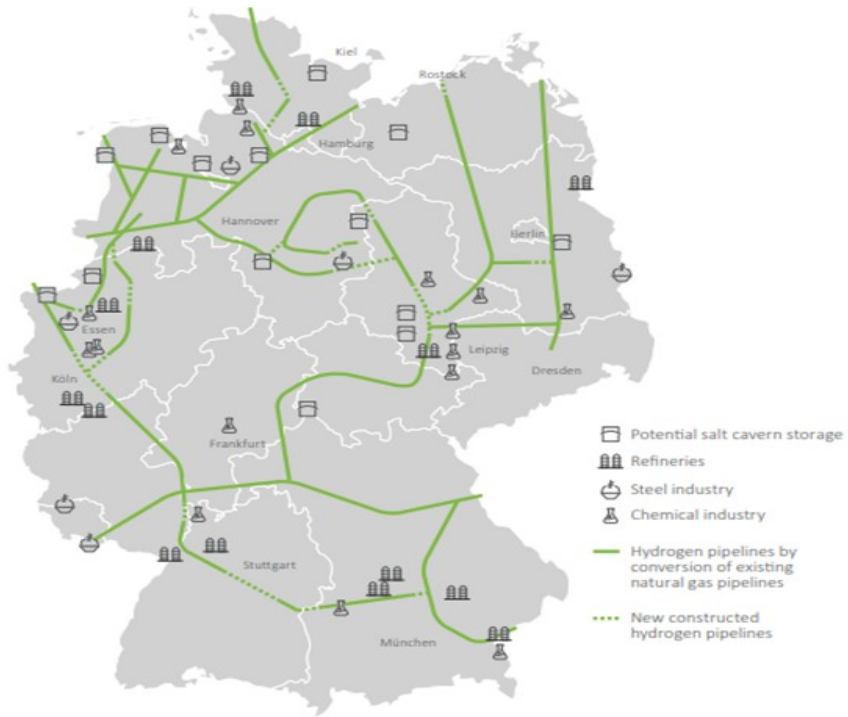 Kiel
Rostock
Hamburg
Hannover
Berlin
Essen
Leipzig
Köln
Dresden
Frankfurt
Stuttgart
München
Potential salt cavern storage
Refineries
Steel industry
Chemical industry
Hydrogen pipelines by
conversion of existing
natural gas pipelines
New constructed
hydrogen pipelines